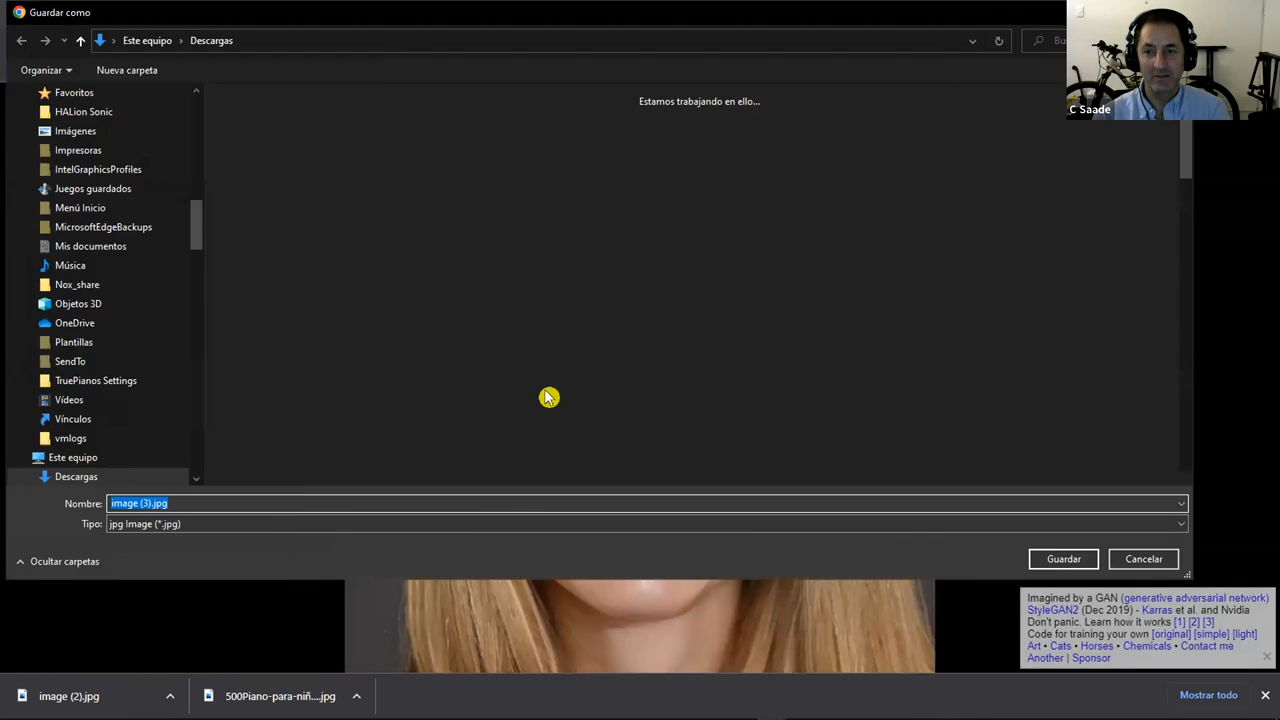 Guardar como
Este equipo
Descargas
Organizar
Nueva carpeta
C Saade
Favoritos
HALion Sonic
Imágenes
Impresoras
IntelGraphicsProfiles
Juegos guardados
Menú Inicio
MicrosoftEdgeBackups
Mis documentos
Música
Nox_share
Objetos 3D
OneDrive
Plantillas
SendTo
TruePianos Settings
Vídeos
Vínculos
vmlogs
Este equipo
Descargas
Estamos trabajando en ello...
Nombre: image (3).jpg
Tipo: jpg Image (*.jpg)
Ocultar carpetas
Guardar
Cancelar
Imagined by a GAN (generative adversarial network)
StyleGAN2 (Dec 2019) - Karras et al. and Nvidia
Don't panic. Learn how it works [1] [2] [3]
Code for training your own [original] [simple] [light]
Art • Cats • Horses • Chemicals • Contact me
Another | Sponsor
image (2).jpg
500Piano-para-niñ....jpg
Mostrar todo